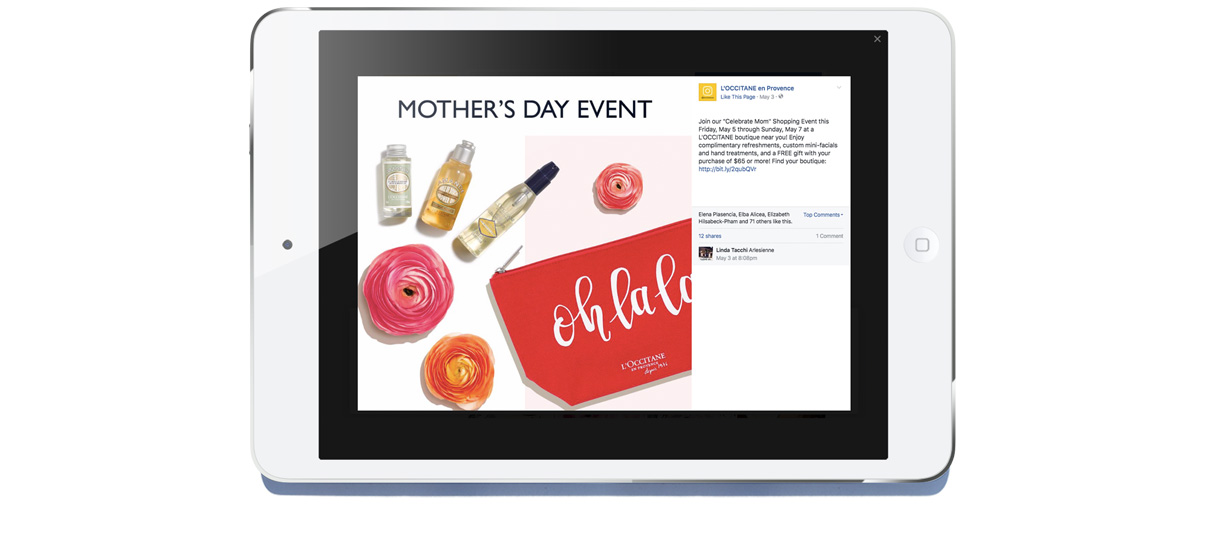 MOTHER'S DAY EVENT
oh la la
L'OCCITANE
EN PROVENCE
depuis 1976
L'OCCITANE en Provence
Like This Page · May 3 ·
Join our "Celebrate Mom" Shopping Event this
Friday, May 5 through Sunday, May 7 at a
L'OCCITANE boutique near you! Enjoy
complimentary refreshments, custom mini-facials
and hand treatments, and a FREE gift with your
purchase of $65 or more! Find your boutique:
http://bit.ly/2qubQVr
Elena Plasencia, Elba Alicea, Elizabeth
Hilsabeck-Pham and 71 others like this.
Top Comments
12 shares
1 Comment
Linda Tacchi Arlesienne
May 3 at 8:08pm